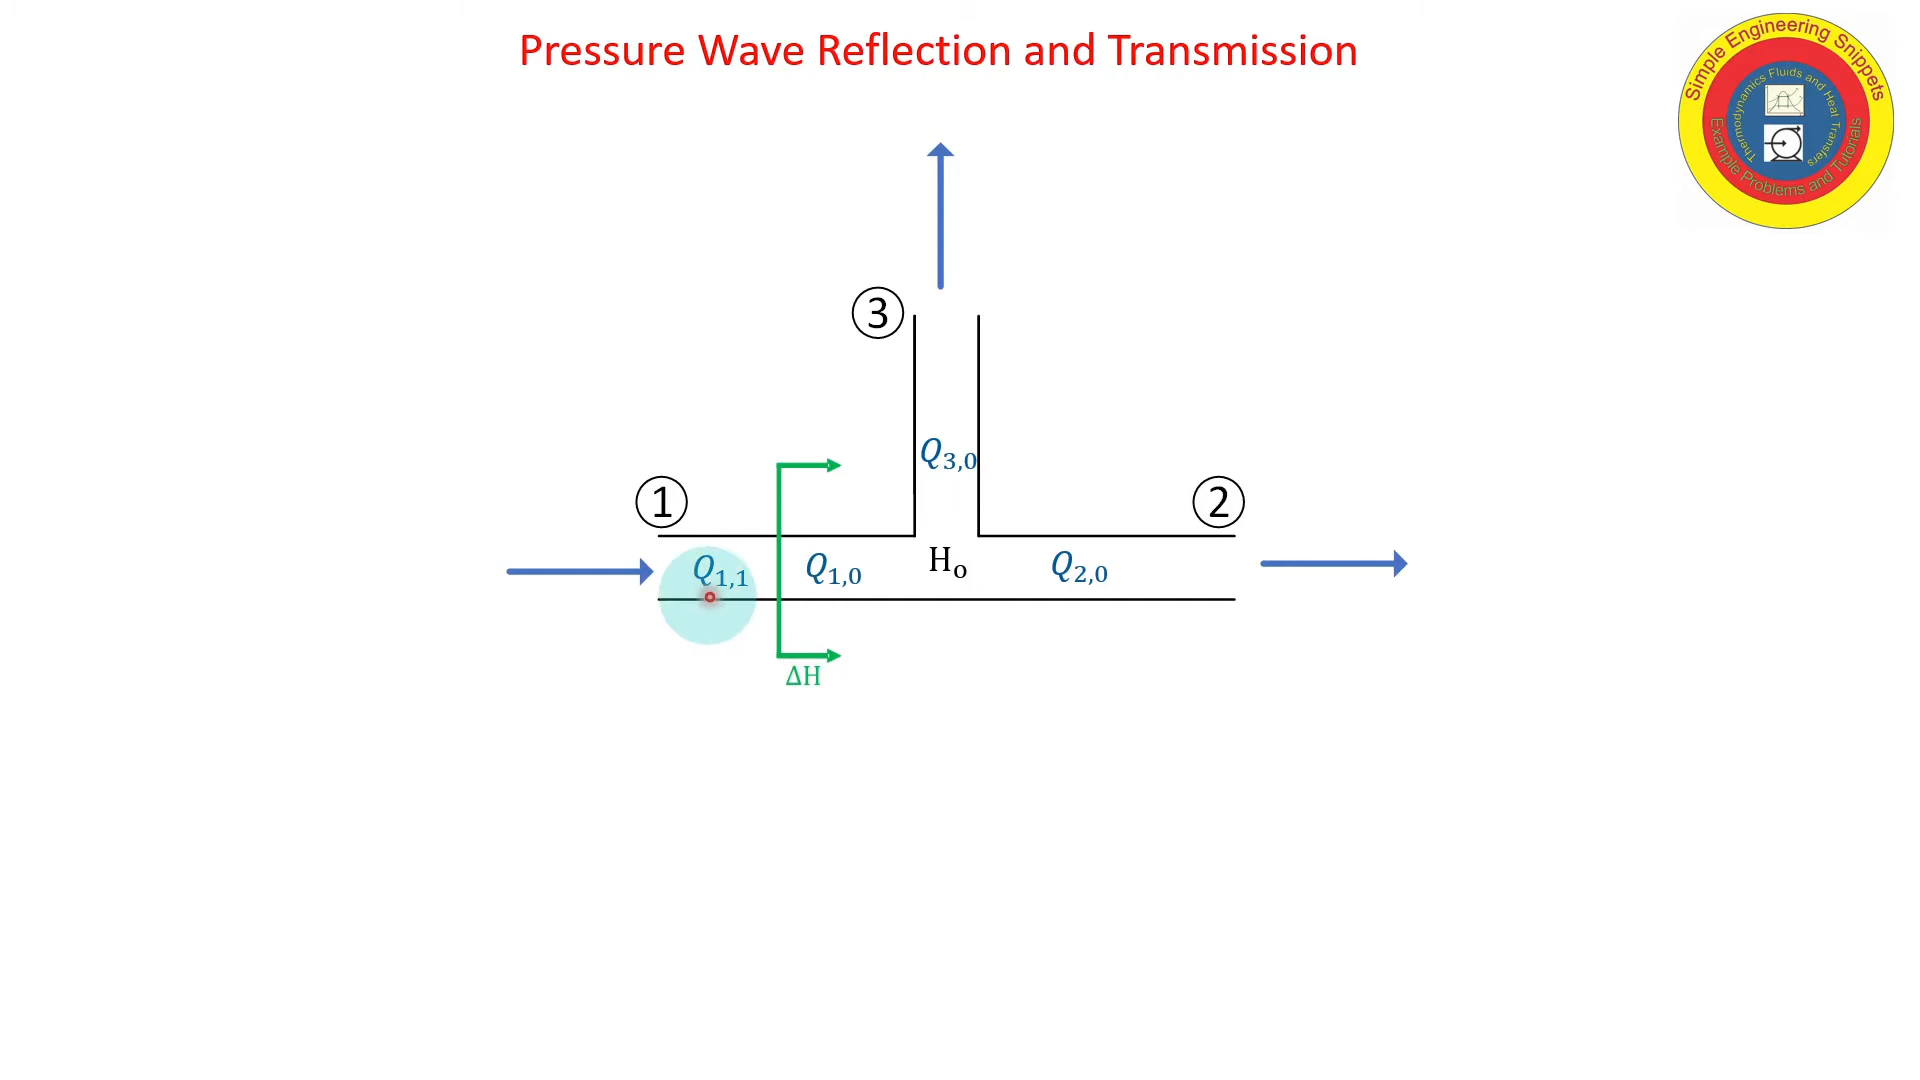 Pressure Wave Reflection and Transmission
Simple Engineering Snippets
Thermodynamics Fluids and Heat Transfers
Example Problems and Tutorials
3
Q3,0
1
2
Q1,1
Q1,0
Ho
Q2,0
ΔH